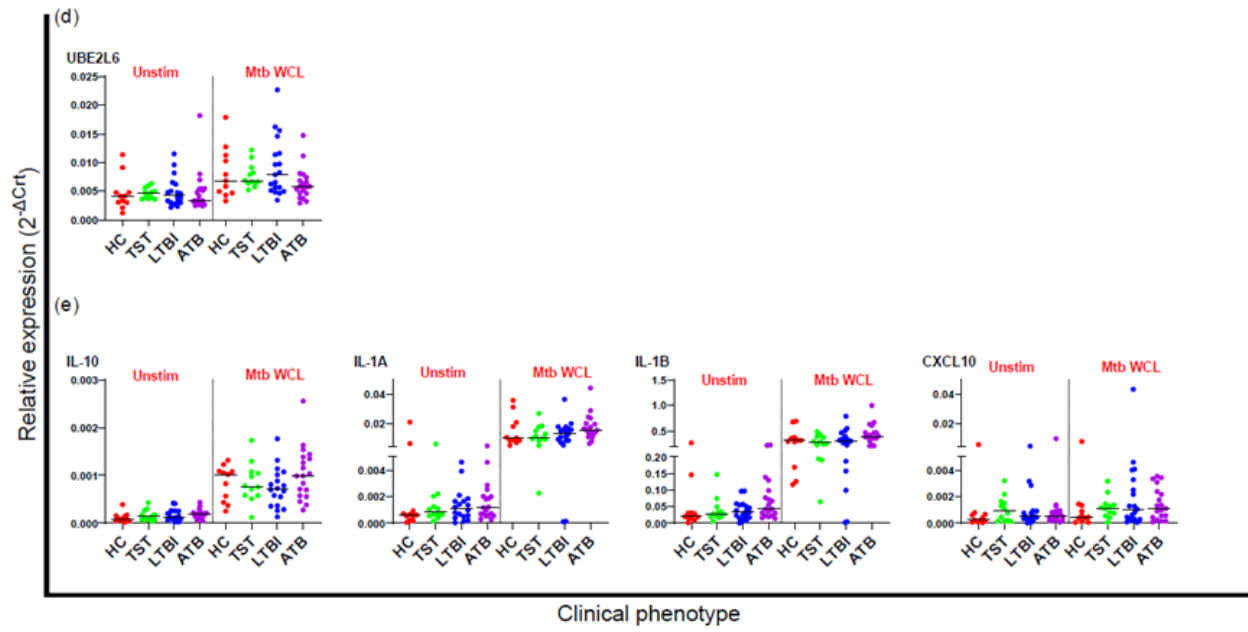 (d)
UBE2L6
Unstim Mtb WCL
0.025
0.020
0.015
0.010
0.005
0.000
HC TST LTBI ATB HC TST LTBI ATB
Relative expression (2-ΔCrt)
(e)
IL-10
Unstim Mtb WCL
0.003
0.002
0.001
0.000
HC TST LTBI ATB HC TST LTBI ATB
IL-1A
Unstim Mtb WCL
0.04
0.02
0.004
0.002
0.000
HC TST LTBI ATB HC TST LTBI ATB
IL-1B
Unstim Mtb WCL
1.5
1.0
0.5
0.20
0.15
0.10
0.05
0.00
HC TST LTBI ATB HC TST LTBI ATB
CXCL10
Unstim Mtb WCL
0.04
0.02
0.004
0.002
0.000
HC TST LTBI ATB HC TST LTBI ATB
Clinical phenotype